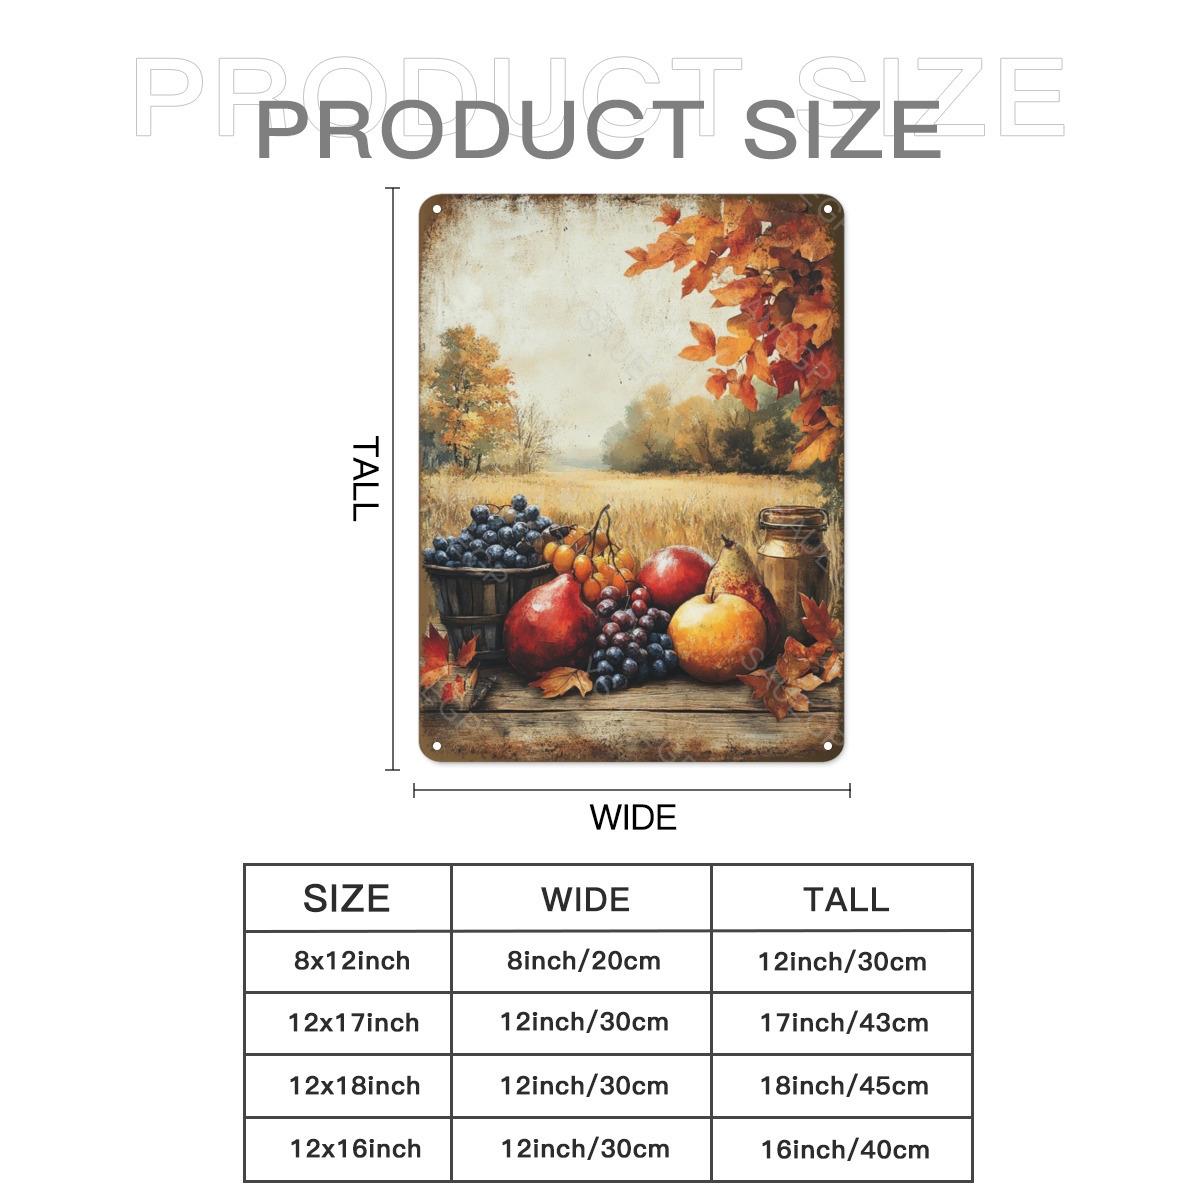 PRODUCT SIZE
PRODUCT SIZE
TALL
WIDE
SIZE WIDE TALL
8x12inch 8inch/20cm 12inch/30cm
12x17inch 12inch/30cm 17inch/43cm
12x18inch 12inch/30cm 18inch/45cm
12x16inch 12inch/30cm 16inch/40cm